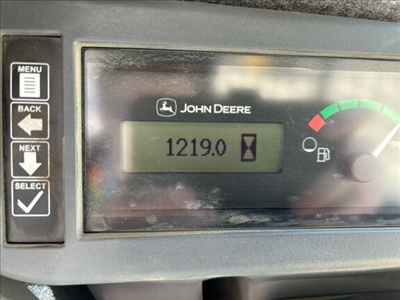 MENU
BACK
NEXT
SELECT
JOHN DEERE
1219.0